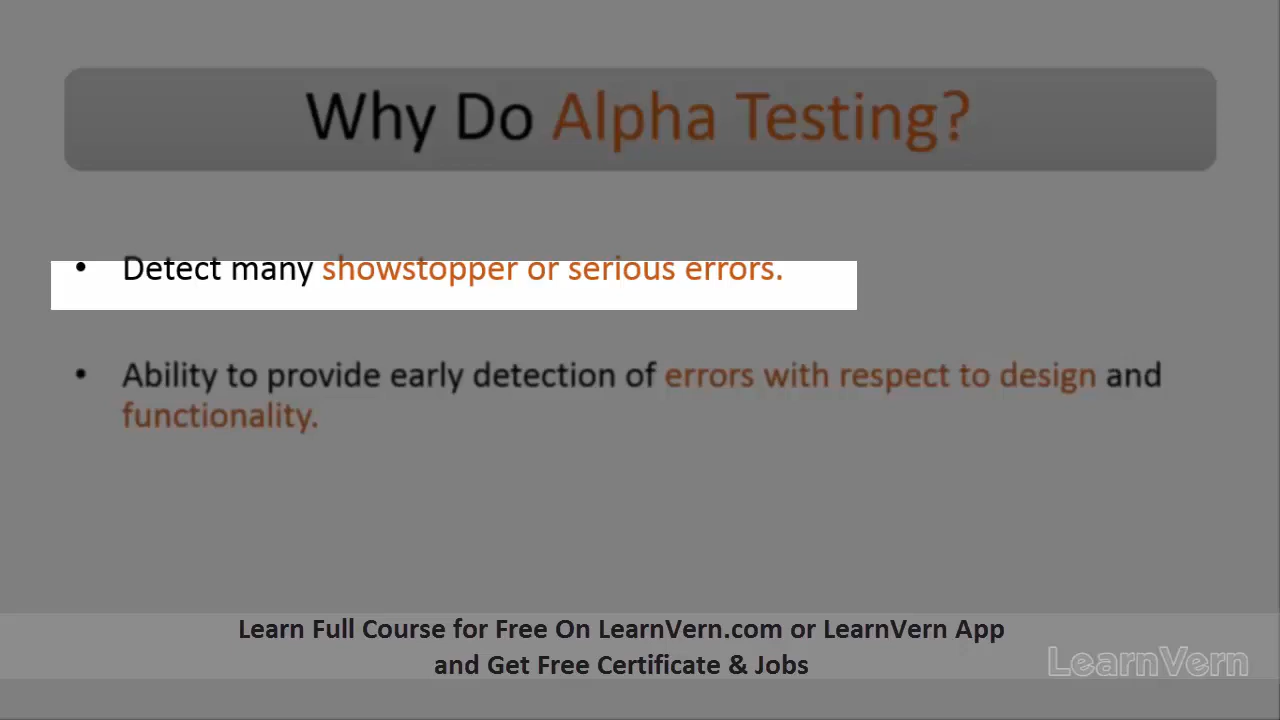 Why Do Alpha Testing?
• Detect many showstopper or serious errors.
• Ability to provide early detection of errors with respect to design and
functionality.
Learn Full Course for Free On LearnVern.com or LearnVern App
and Get Free Certificate & Jobs
LearnVern